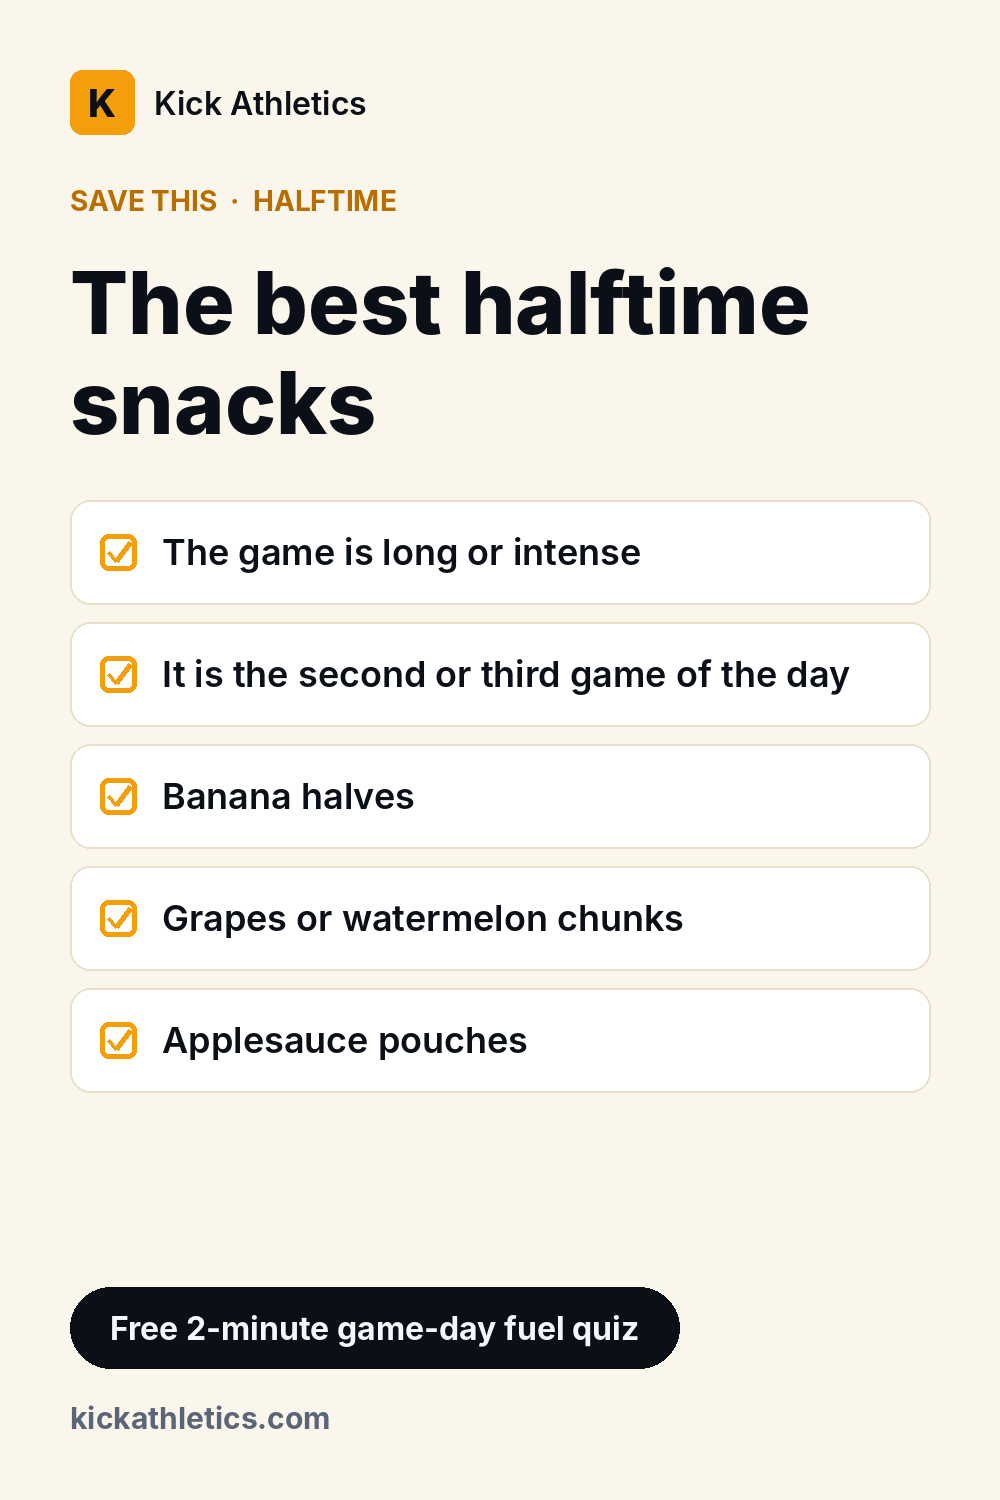 K
Kick Athletics
SAVE THIS · HALFTIME
The best halftime
snacks
The game is long or intense
It is the second or third game of the day
Banana halves
Grapes or watermelon chunks
Applesauce pouches
Free 2-minute game-day fuel quiz
kickathletics.com